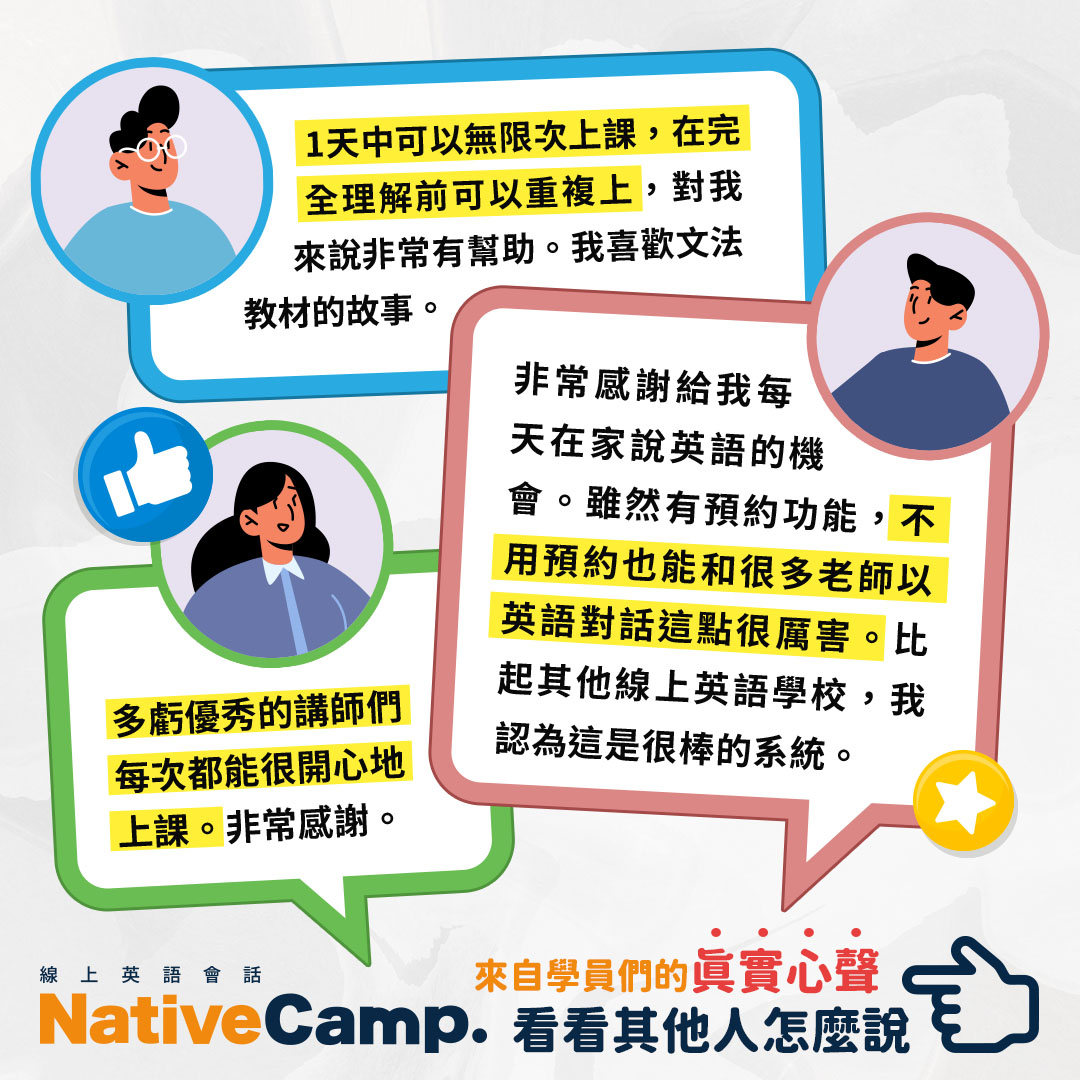 1天中可以無限次上課，在完
全理解前可以重複上，對我
來說非常有幫助。我喜歡文法
教材的故事。
非常感謝給我每
天在家說英語的機
會。雖然有預約功能，不
用預約也能和很多老師以
英語對話這點很厲害。比
起其他線上英語學校，我
認為這是很棒的系統。
多虧優秀的講師們
每次都能很開心地
上課。非常感謝。
線上英語會話
NativeCamp.
來自學員們的眞實心聲
看看其他人怎麼說